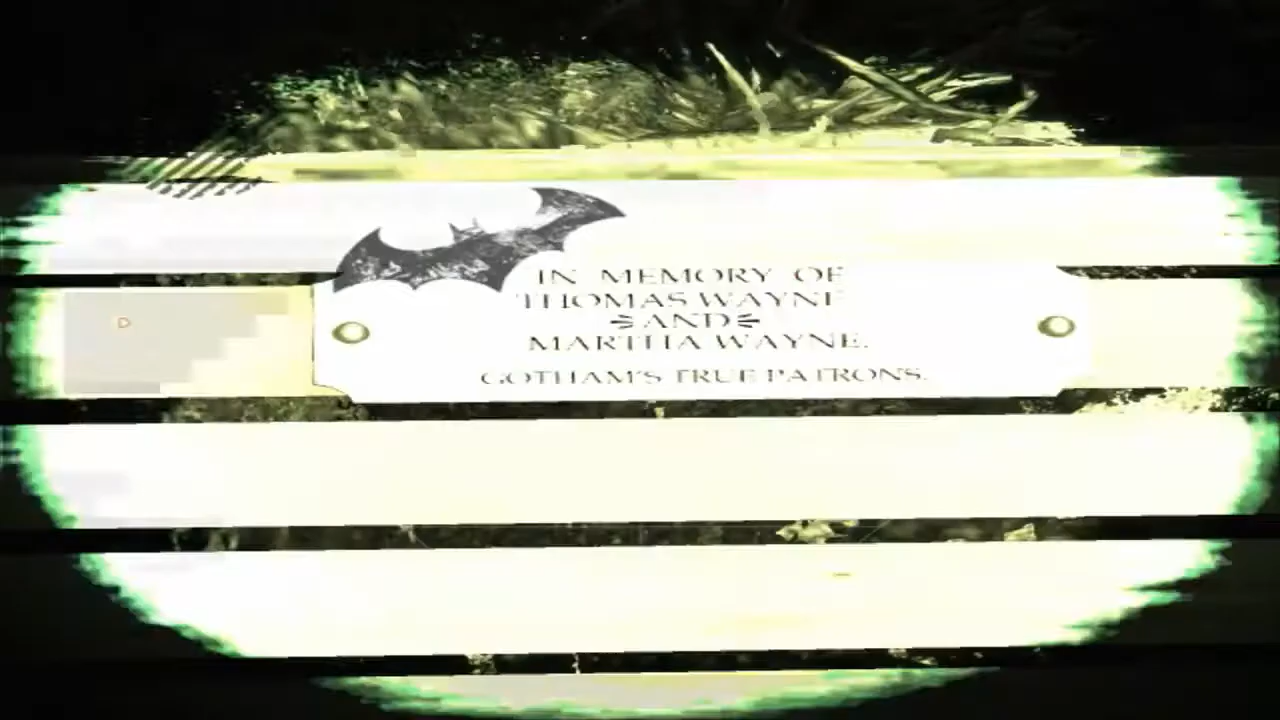 IN MEMORY OF
THOMAS WAYNE
AND
MARTHA WAYNE.
GOTHAM'S TRUE PATRONS.